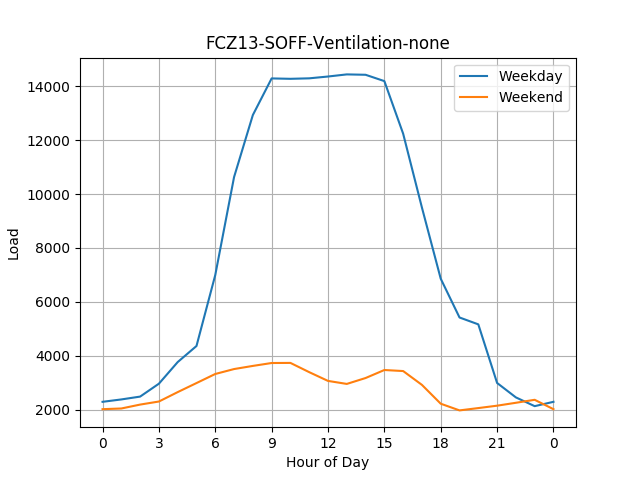 FCZ13-SOFF-Ventilation-none
Weekday
Weekend
Load
14000
12000
10000
8000
6000
4000
2000
0 3 6 9 12 15 18 21 0
Hour of Day